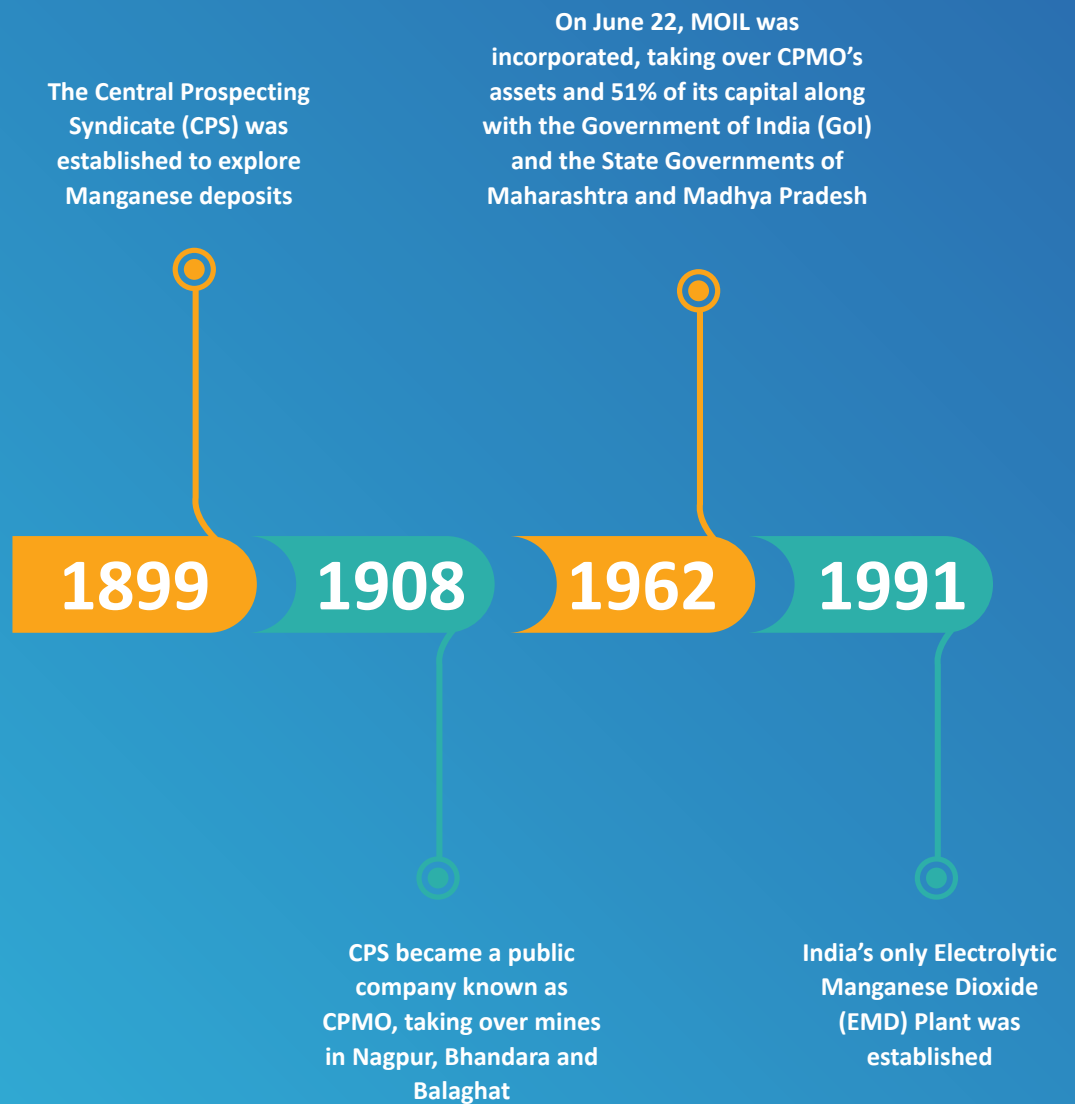 The Central Prospecting
Syndicate (CPS) was
established to explore
Manganese deposits
On June 22, MOIL was
incorporated, taking over CPMO’s
assets and 51% of its capital along
with the Government of India (GoI)
and the State Governments of
Maharashtra and Madhya Pradesh
1899
1908
1962
1991
CPS became a public
company known as
CPMO, taking over mines
in Nagpur, Bhandara and
Balaghat
India’s only Electrolytic
Manganese Dioxide
(EMD) Plant was
established